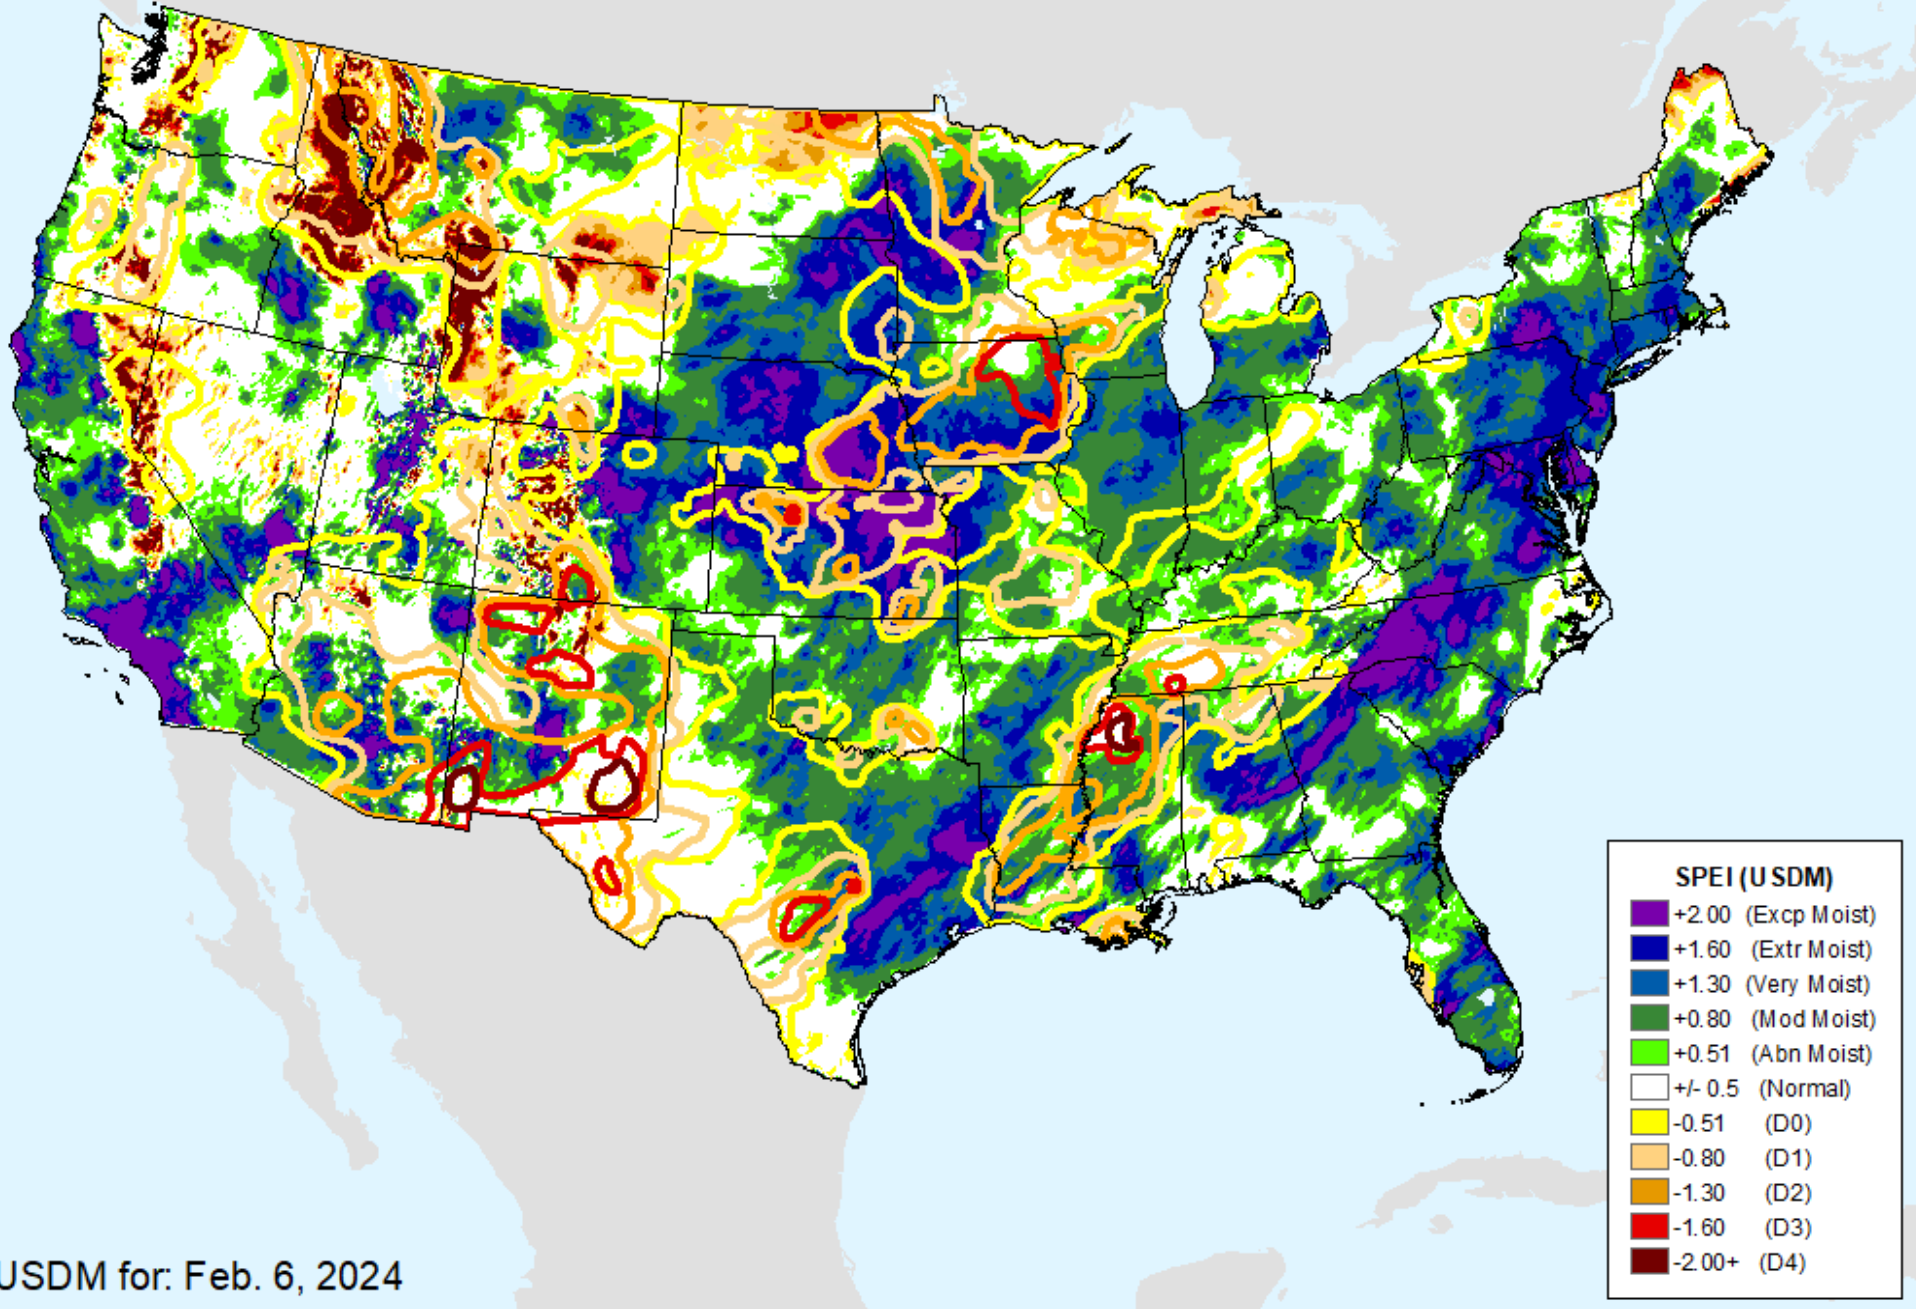 SPEI (USDM)
+2.00 (Excp Moist)
+1.60 (Extr Moist)
+1.30 (Very Moist)
+0.80 (Mod Moist)
+0.51 (Abn Moist)
+/- 0.5 (Normal)
-0.51 (D0)
-0.80 (D1)
-1.30 (D2)
-1.60 (D3)
-2.00+ (D4)
USDM for: Feb. 6, 2024